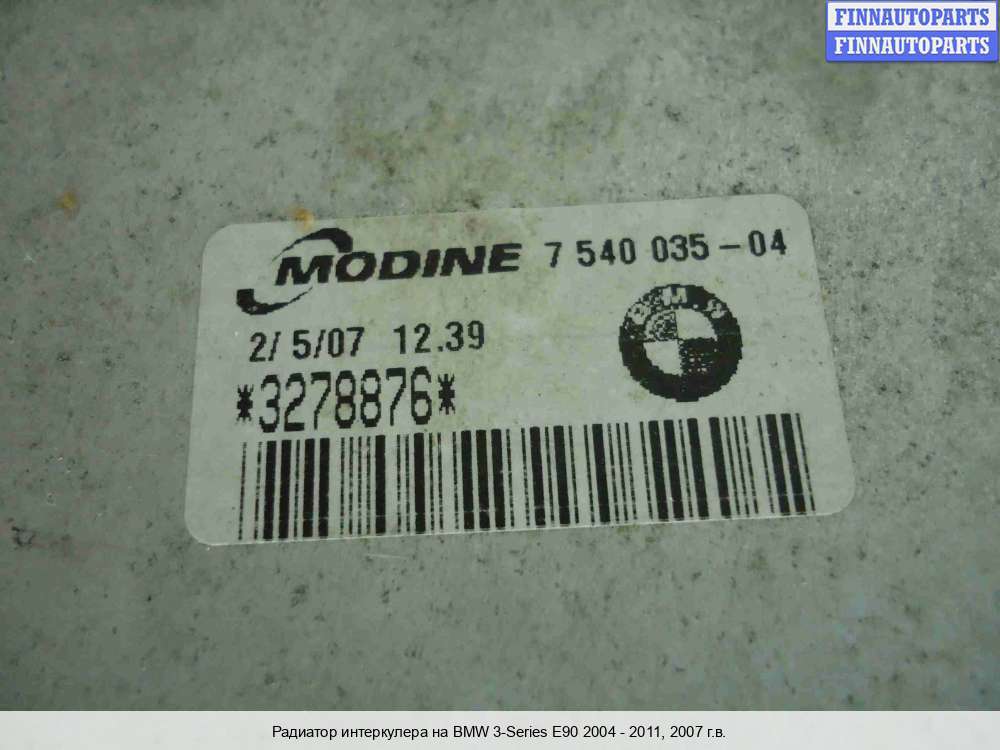 FINNAUTOPARTS
FINNAUTOPARTS
MODINE 7 540 035-04
B.M.W
2/ 5/07 12.39
*3278876*
Радиатор интеркулера на BMW 3-Series E90 2004 - 2011, 2007 г.в.